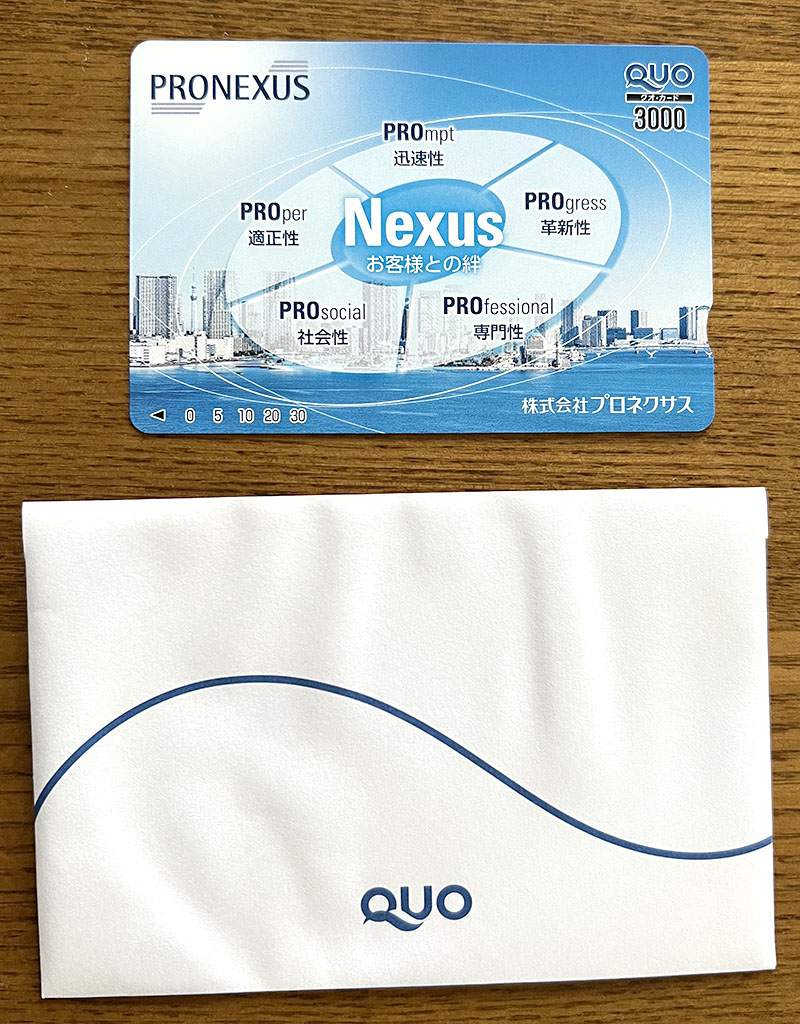 PRONEXUS
QUO
クオ・カード
3000
PROmpt
迅速性
PROper
適正性
PROgress
革新性
Nexus
お客様との絆
PROsocial
社会性
PROfessional
専門性
◀ 0 5 10 20 30
株式会社プロネクサス
QUO